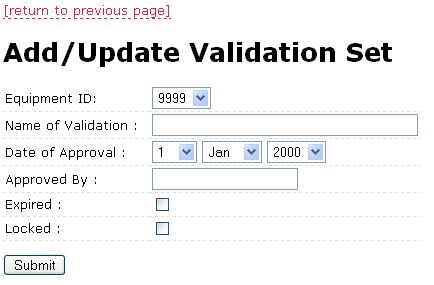 [return to previous page]
Add/Update Validation Set
Equipment ID: 9999
Name of Validation :
Date of Approval : 1 Jan 2000
Approved By :
Expired :
Locked :
Submit